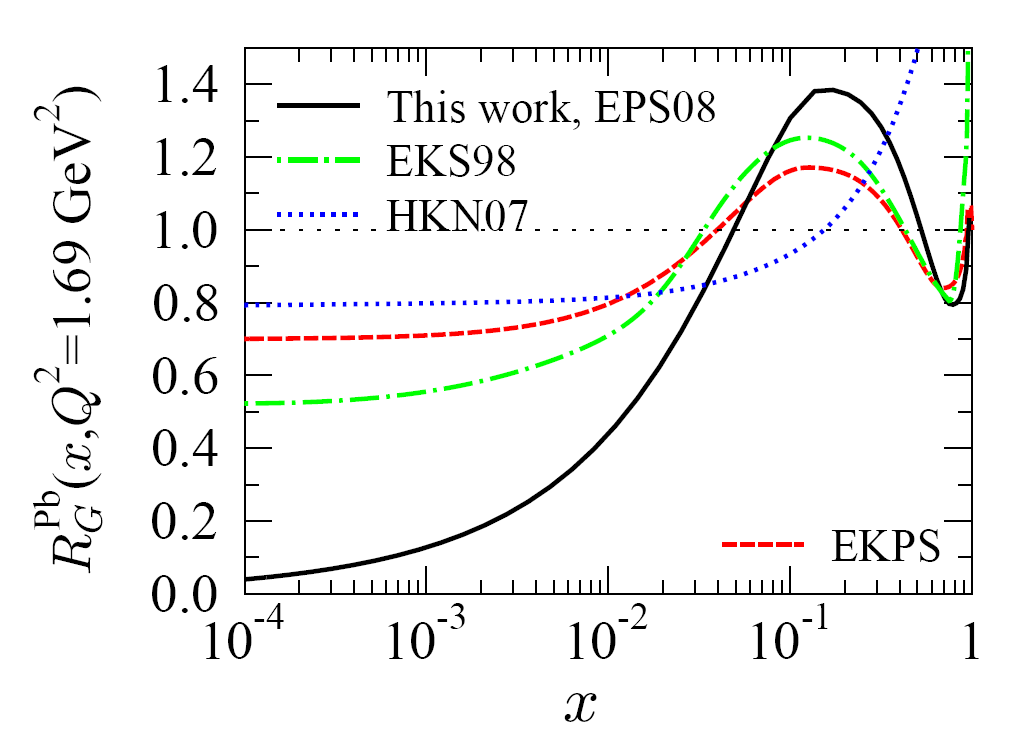 R_G^Pb(x,Q^2=1.69 GeV^2)
1.4
1.2
1.0
0.8
0.6
0.4
0.2
0.0
This work, EPS08
EKS98
HKN07
EKPS
10^-4 10^-3 10^-2 10^-1 1
x